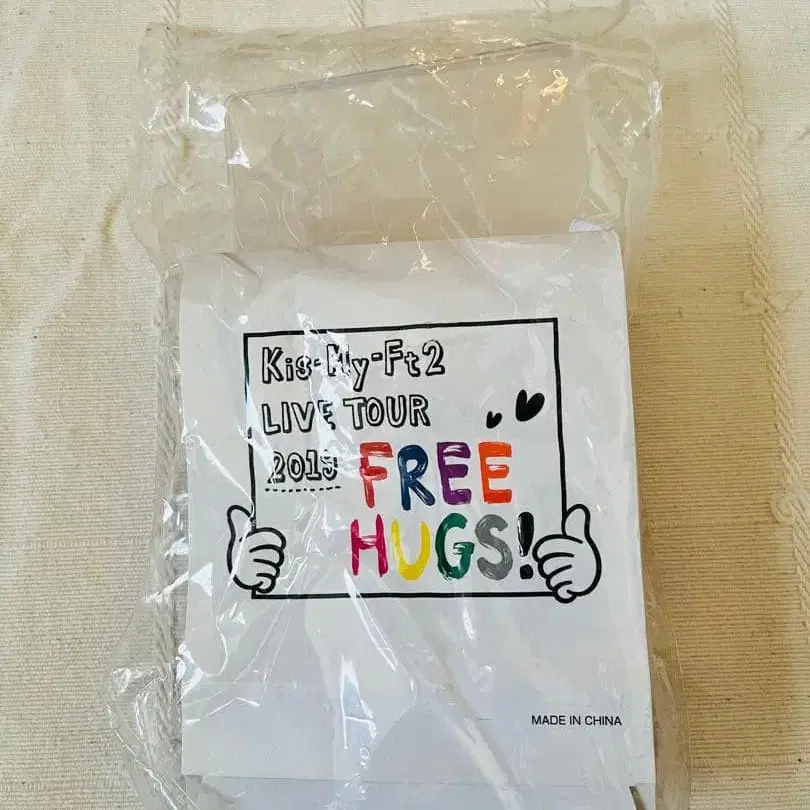 Kis-My-Ft2
LIVE TOUR
2019 FREE
HUGS!
MADE IN CHINA